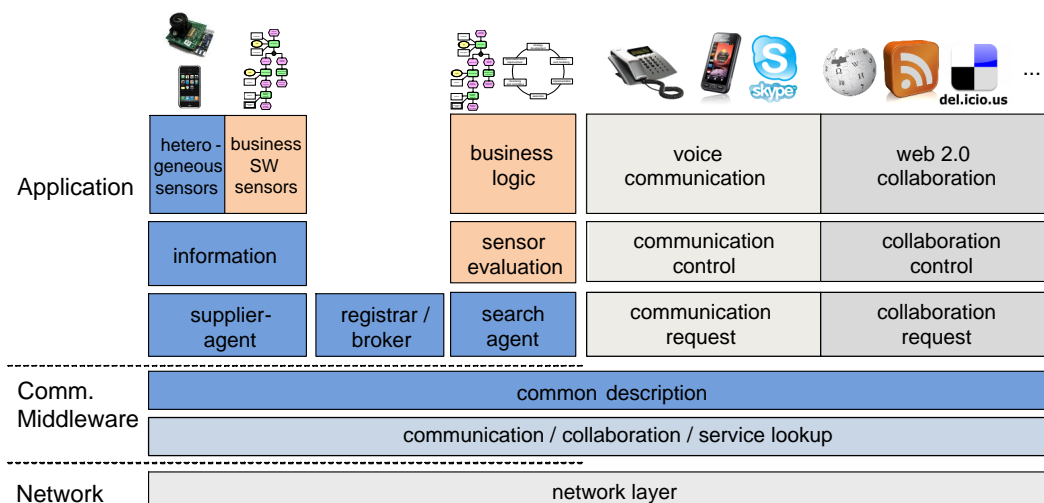 skype
del.icio.us
...
Application
hetero -
geneous
sensors
business
SW
sensors
business
logic
voice
communication
web 2.0
collaboration
information
sensor
evaluation
communication
control
collaboration
control
supplier-
agent
registrar /
broker
search
agent
communication
request
collaboration
request
Comm.
Middleware
common description
communication / collaboration / service lookup
Network
network layer